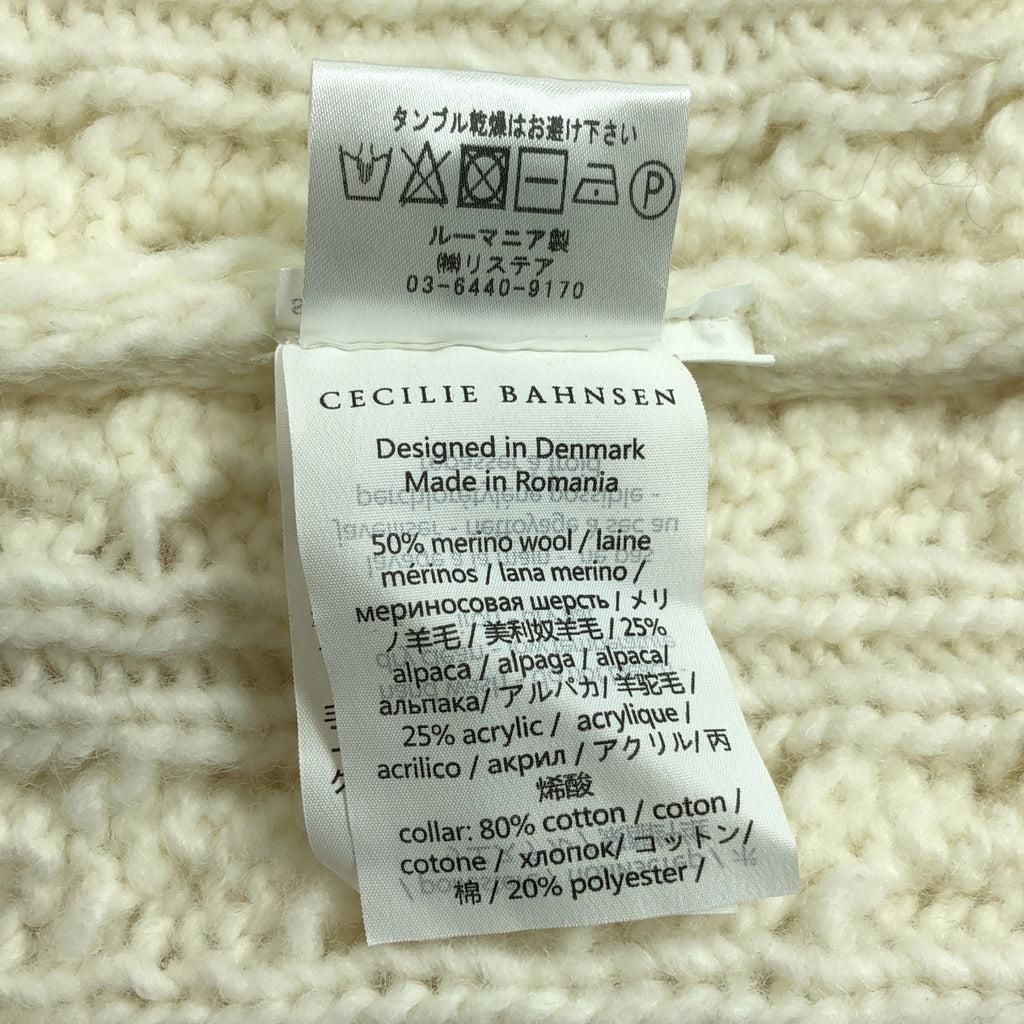 タンブル乾燥はお避け下さい
P
ルーマニア製
㈱リステア
03-6440-9170
CECILIE BAHNSEN
Designed in Denmark
Made in Romania
50% merino wool / laine
mérinos / lana merino /
мериносовая шерсть / メリ
ノ羊毛 / 美利奴羊毛 / 25%
alpaca / alpaga / alpaca/
альпака/ アルパカ/ 羊驼毛 /
25% acrylic / acrylique /
acrilico / акрил / アクリル/ 丙
烯酸
collar: 80% cotton / coton /
cotone / хлопок/ コットン/
棉 / 20% polyester /